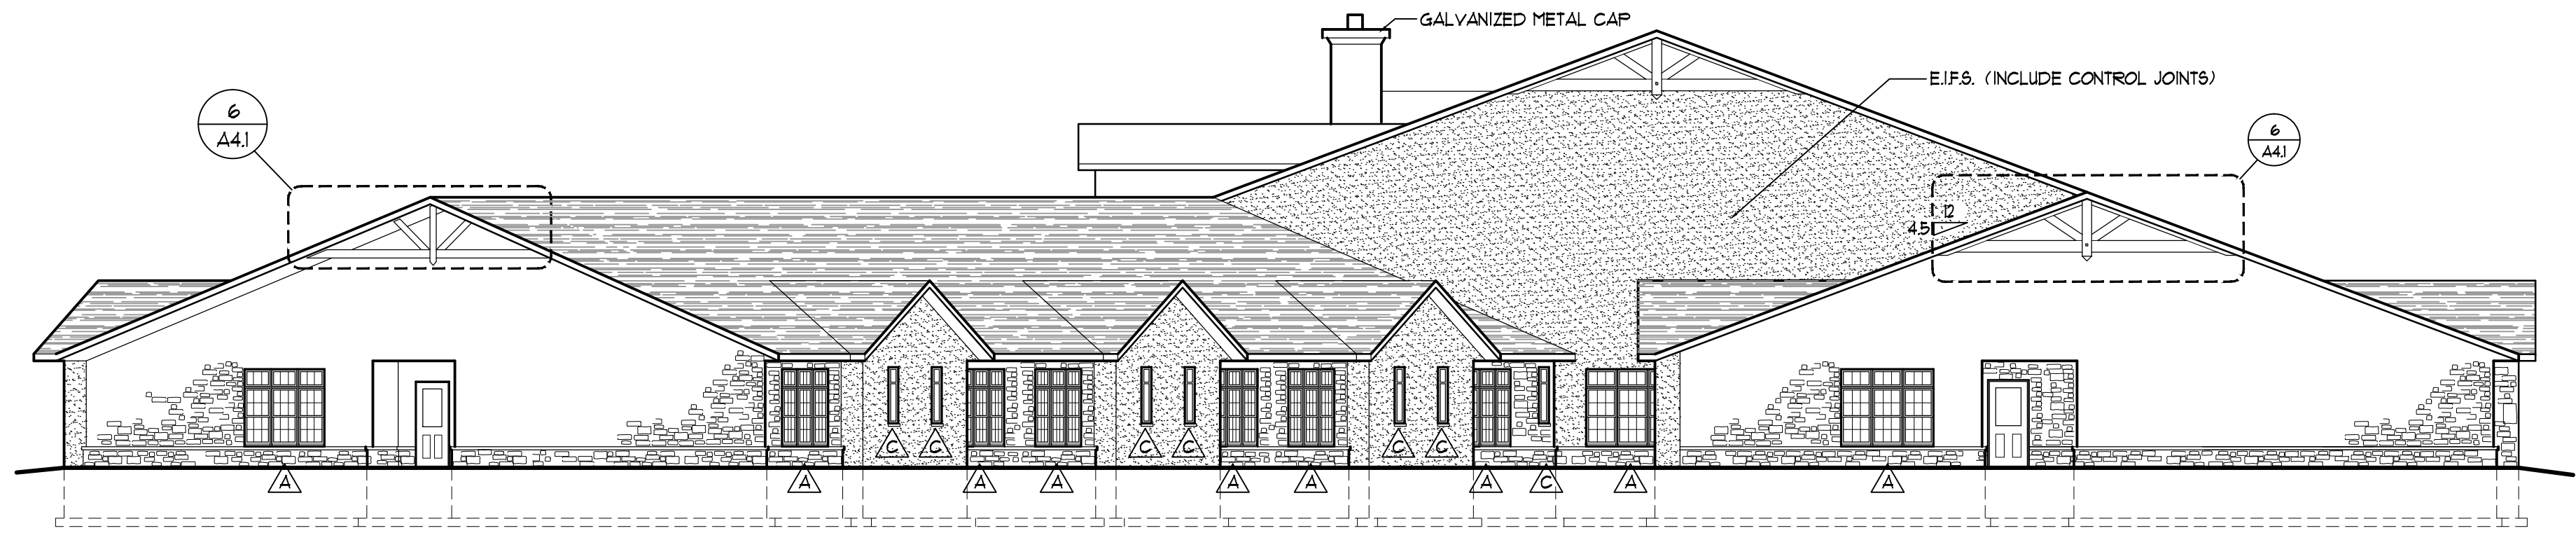 GALVANIZED METAL CAP
E.I.F.S. (INCLUDE CONTROL JOINTS)
6
A4.1
6
A4.1
12
4.5
C C C C C C
A A A A A A A C A A